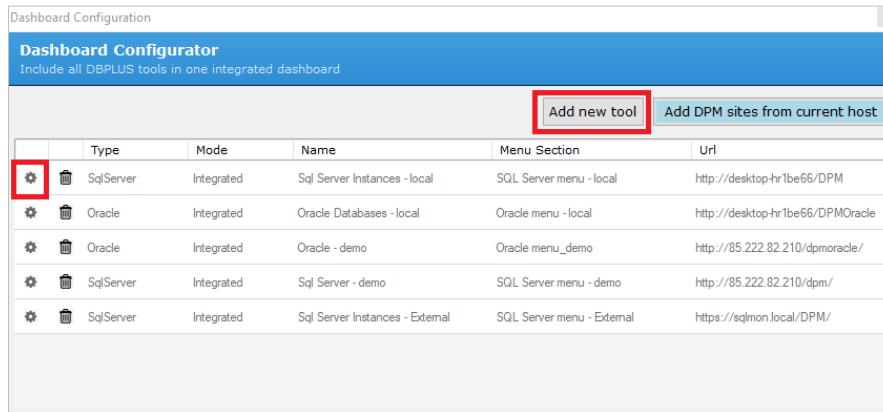 Dashboard Configuration
Dashboard Configurator
Include all DBPLUS tools in one integrated dashboard
Add new tool Add DPM sites from current host
Type Mode Name Menu Section Url
SqlServer Integrated Sql Server Instances - local SQL Server menu - local http://desktop-hr1be66/DPM
Oracle Integrated Oracle Databases - local Oracle menu - local http://desktop-hr1be66/DPMOracle
Oracle Integrated Oracle - demo Oracle menu_demo http://85.222.82.210/dpmoracle/
SqlServer Integrated Sql Server - demo SQL Server menu - demo http://85.222.82.210/dpm/
SqlServer Integrated Sql Server Instances - External SQL Server menu - External https://sqlmon.local/DPM/